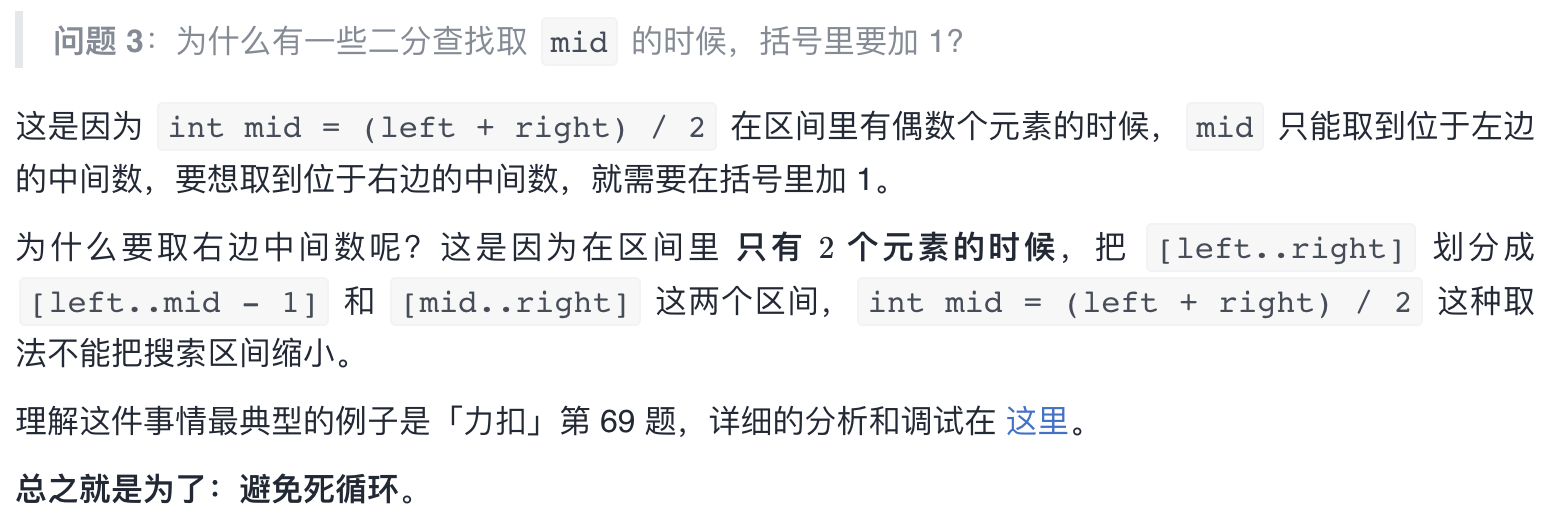 问题 3：为什么有一些二分查找取 mid 的时候，括号里要加 1?
这是因为 int mid = (left + right) / 2 在区间里有偶数个元素的时候，mid 只能取到位于左边
的中间数，要想取到位于右边的中间数，就需要在括号里加 1。
为什么要取右边中间数呢？这是因为在区间里 只有 2 个元素的时候，把 [left..right] 划分成
[left..mid - 1] 和 [mid..right] 这两个区间，int mid = (left + right) / 2 这种取
法不能把搜索区间缩小。
理解这件事情最典型的例子是「力扣」第 69 题，详细的分析和调试在 这里。
总之就是为了：避免死循环。